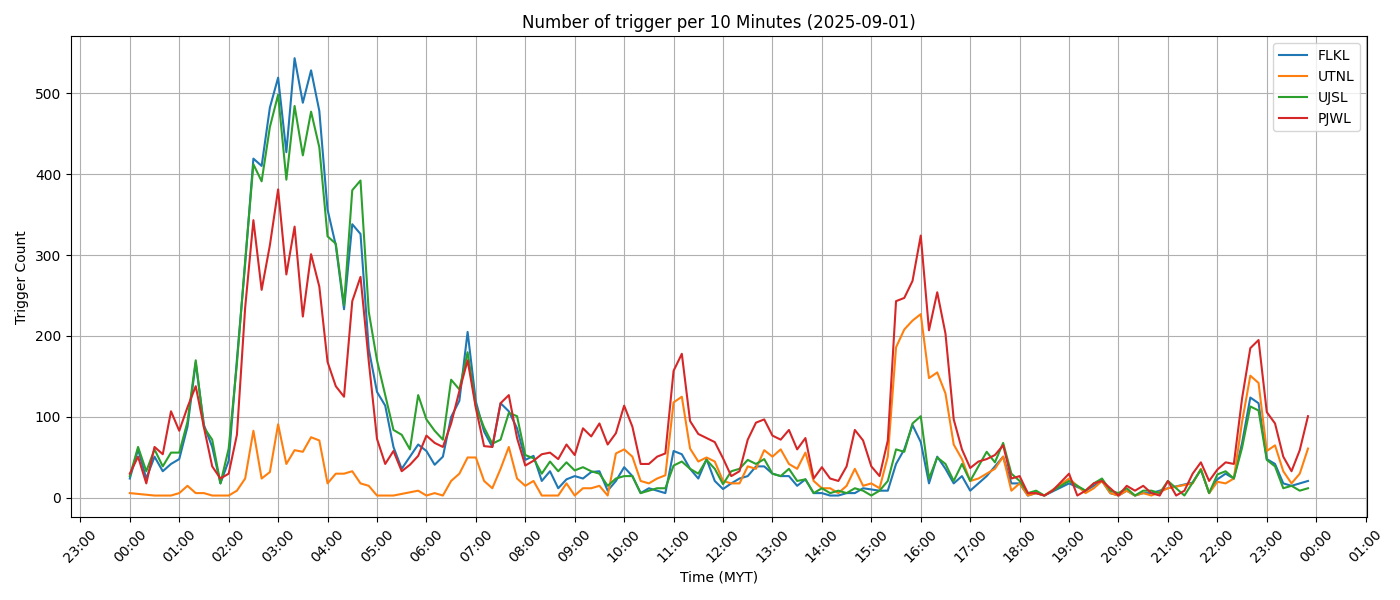 Number of trigger per 10 Minutes (2025-09-01)
FLKL
UTNL
UJSL
PJWL
Trigger Count
500
400
300
200
100
0
23:00 00:00 01:00 02:00 03:00 04:00 05:00 06:00 07:00 08:00 09:00 10:00 11:00 12:00 13:00 14:00 15:00 16:00 17:00 18:00 19:00 20:00 21:00 22:00 23:00 00:00 01:00
Time (MYT)